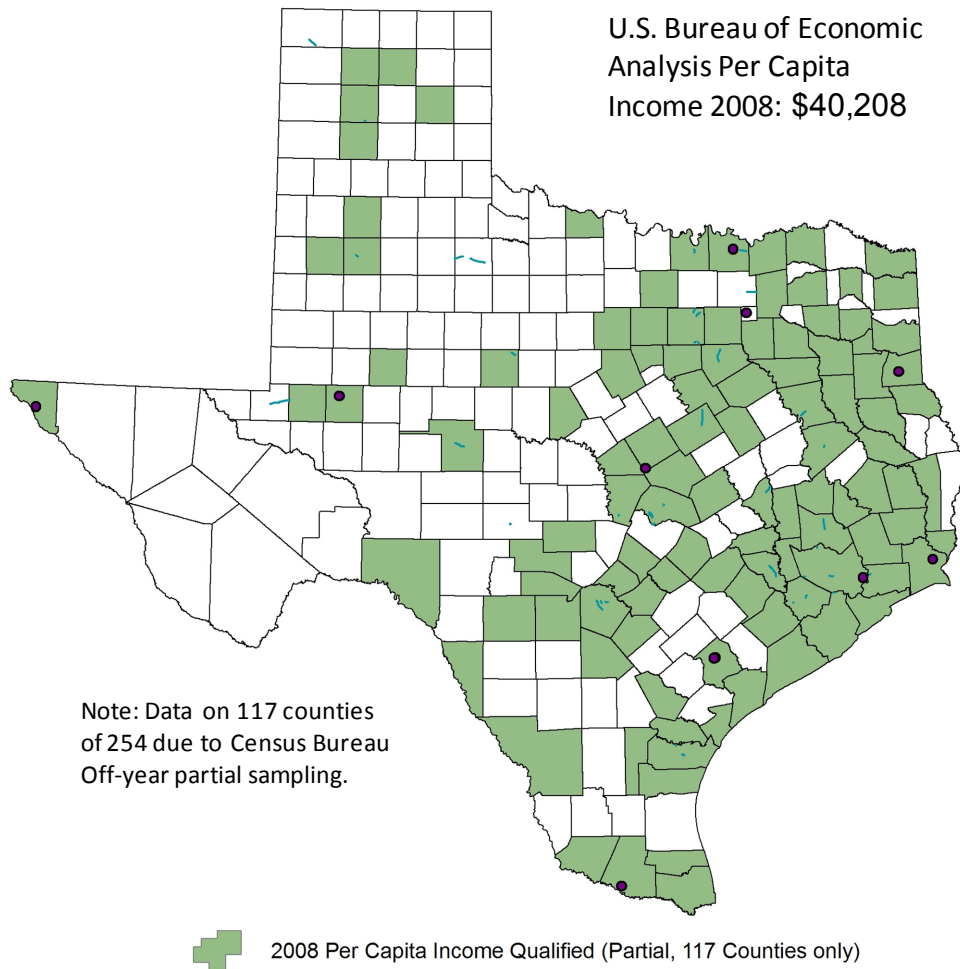 U.S. Bureau of Economic
Analysis Per Capita
Income 2008: $40,208
Note: Data on 117 counties
of 254 due to Census Bureau
Off-year partial sampling.
2008 Per Capita Income Qualified (Partial, 117 Counties only)